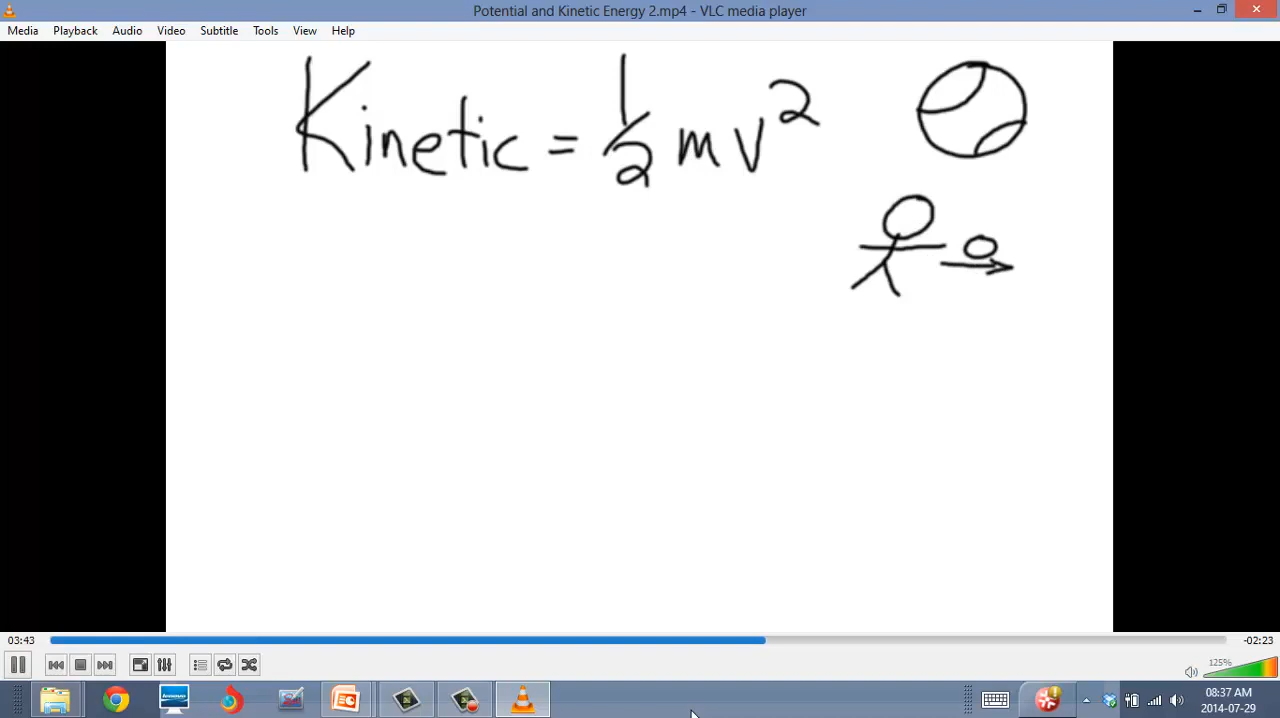 Potential and Kinetic Energy 2.mp4 - VLC media player
Media Playback Audio Video Subtitle Tools View Help
Kinetic = 1/2 mv²
03:43
-02:23
125%
lenovo
08:37 AM
2014-07-29